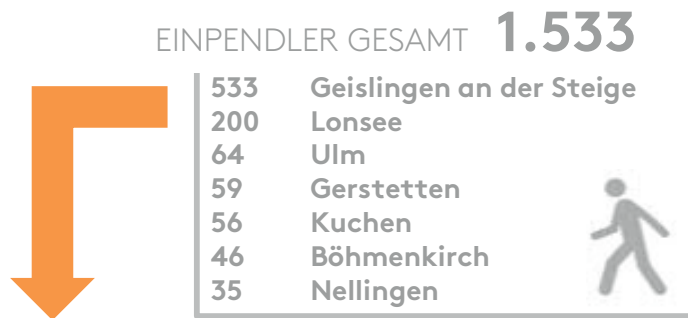 EINPENDLER GESAMT 1.533
533 Geislingen an der Steige
200 Lonsee
64 Ulm
59 Gerstetten
56 Kuchen
46 Böhmenkirch
35 Nellingen